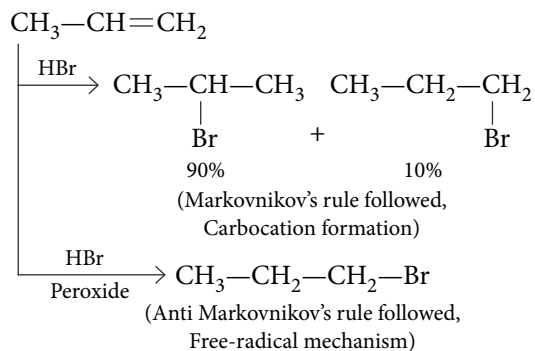 CH₃—CH=CH₂
HBr
CH₃—CH—CH₃ CH₃—CH₂—CH₂
Br + Br
90% 10%
(Markovnikov's rule followed,
Carbocation formation)
HBr
Peroxide
CH₃—CH₂—CH₂—Br
(Anti Markovnikov's rule followed,
Free-radical mechanism)